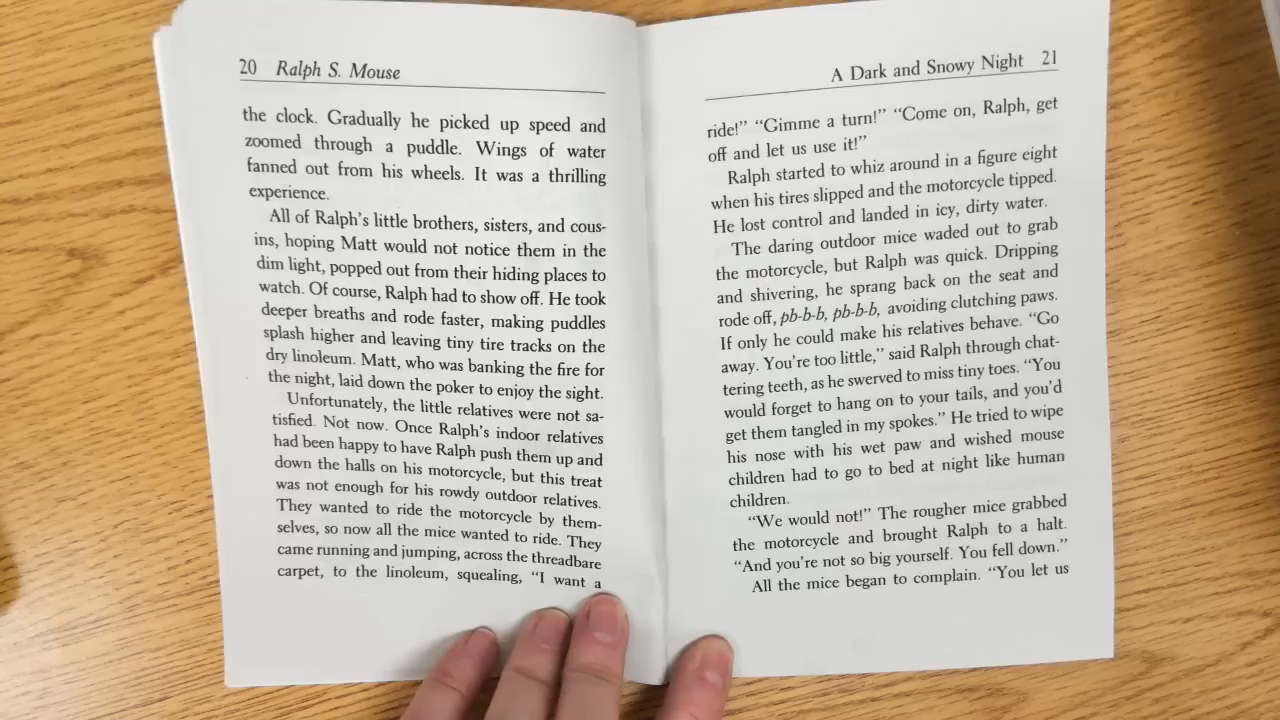 20 Ralph S. Mouse
the clock. Gradually he picked up speed and
zoomed through a puddle. Wings of water
fanned out from his wheels. It was a thrilling
experience.
All of Ralph's little brothers, sisters, and cous-
ins, hoping Matt would not notice them in the
dim light, popped out from their hiding places to
watch. Of course, Ralph had to show off. He took
deeper breaths and rode faster, making puddles
splash higher and leaving tiny tire tracks on the
dry linoleum. Matt, who was banking the fire for
the night, laid down the poker to enjoy the sight.
Unfortunately, the little relatives were not sa-
tisfied. Not now. Once Ralph's indoor relatives
had been happy to have Ralph push them up and
down the halls on his motorcycle, but this treat
was not enough for his rowdy outdoor relatives.
They wanted to ride the motorcycle by them-
selves, so now all the mice wanted to ride. They
came running and jumping, across the threadbare
carpet, to the linoleum, squealing, "I want a
A Dark and Snowy Night 21
ride!" "Gimme a turn!" "Come on, Ralph, get
off and let us use it!"
Ralph started to whiz around in a figure eight
when his tires slipped and the motorcycle tipped.
He lost control and landed in icy, dirty water.
The daring outdoor mice waded out to grab
the motorcycle, but Ralph was quick. Dripping
and shivering, he sprang back on the seat and
rode off, pb-b-b, pb-b-b, avoiding clutching paws.
If only he could make his relatives behave. "Go
away. You're too little," said Ralph through chat-
tering teeth, as he swerved to miss tiny toes. "You
would forget to hang on to your tails, and you'd
get them tangled in my spokes." He tried to wipe
his nose with his wet paw and wished mouse
children had to go to bed at night like human
children.
"We would not!" The rougher mice grabbed
the motorcycle and brought Ralph to a halt.
"And you're not so big yourself. You fell down."
All the mice began to complain. "You let us